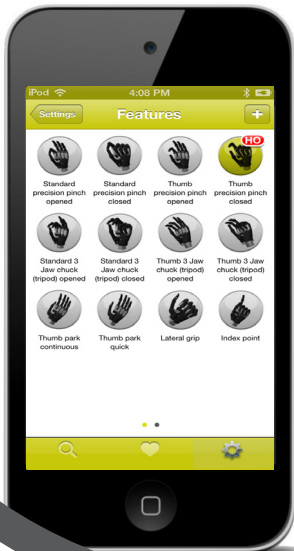 iPod 4:08 PM
Settings Features +
HO
Standard Standard Thumb Thumb
precision pinch precision pinch precision pinch precision pinch
opened closed opened closed
Standard 3 Standard 3 Thumb 3 Jaw Thumb 3 Jaw
Jaw chuck Jaw chuck chuck (tripod) chuck (tripod)
(tripod) opened (tripod) closed opened closed
Thumb park Thumb park Lateral grip Index point
continuous quick